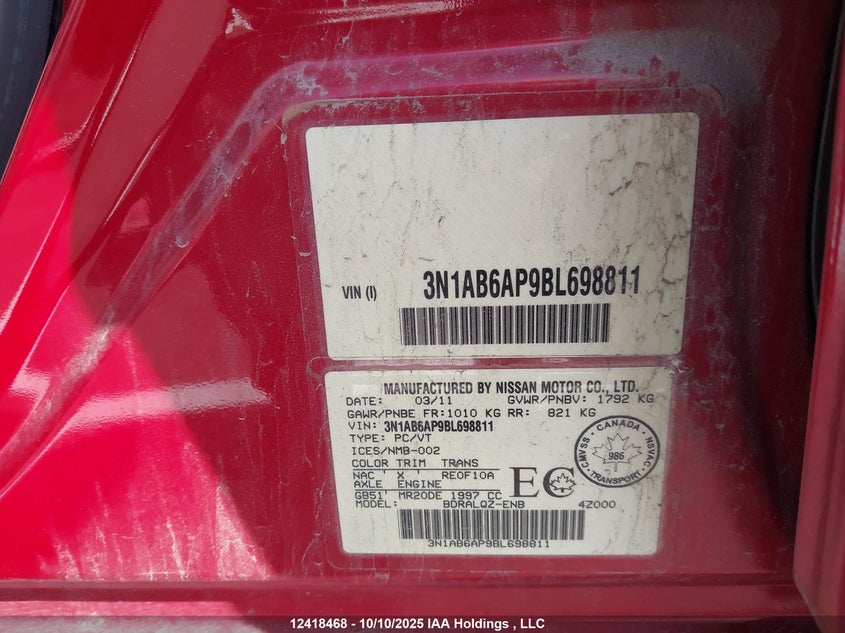 VIN (I) 3N1AB6AP9BL698811
MANUFACTURED BY NISSAN MOTOR CO., LTD.
DATE: 03/11 GVWR/PNBV: 1792 KG
GAWR/PNBE FR:1010 KG RR: 821 KG
VIN: 3N1AB6AP9BL698811
TYPE: PC/VT
ICES/NMB-002
COLOR TRIM TRANS
NAC ' X ' RE0F10A
AXLE ENGINE
GB51' MR20DE 1997 CC
MODEL: BDRALQZ-ENB 4Z000
EC
CANADA
CMVSS NSVAC
986
TRANSPORT
3N1AB6AP9BL698811
12418468 - 10/10/2025 IAA Holdings , LLC